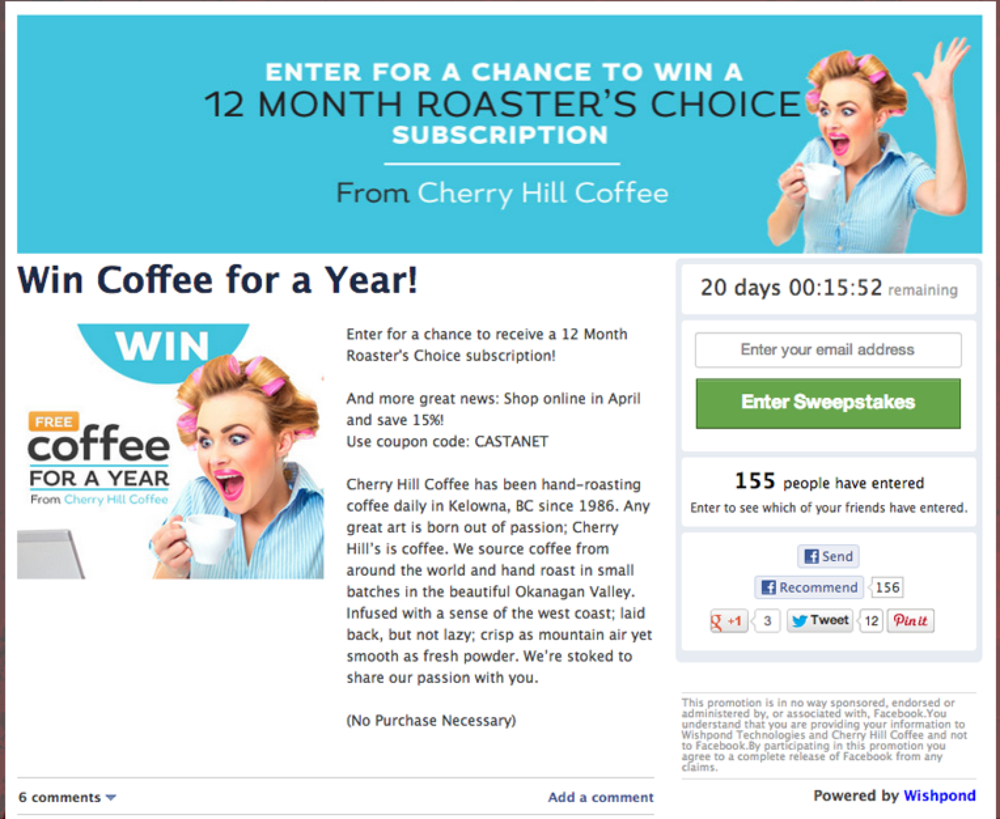 ENTER FOR A CHANCE TO WIN A
12 MONTH ROASTER'S CHOICE
SUBSCRIPTION
From Cherry Hill Coffee
Win Coffee for a Year!
WIN
FREE
coffee
FOR A YEAR
From Cherry Hill Coffee
Enter for a chance to receive a 12 Month
Roaster's Choice subscription!
And more great news: Shop online in April
and save 15%!
Use coupon code: CASTANET
Cherry Hill Coffee has been hand-roasting
coffee daily in Kelowna, BC since 1986. Any
great art is born out of passion; Cherry
Hill's is coffee. We source coffee from
around the world and hand roast in small
batches in the beautiful Okanagan Valley.
Infused with a sense of the west coast; laid
back, but not lazy; crisp as mountain air yet
smooth as fresh powder. We're stoked to
share our passion with you.
(No Purchase Necessary)
6 comments
Add a comment
20 days 00:15:52 remaining
Enter your email address
Enter Sweepstakes
155 people have entered
Enter to see which of your friends have entered.
f Send
f Recommend 156
g +1 3 Tweet 12 Pin it
This promotion is in no way sponsored, endorsed or
administered by, or associated with, Facebook.You
understand that you are providing your information to
Wishpond Technologies and Cherry Hill Coffee and not
to Facebook.By participating in this promotion you
agree to a complete release of Facebook from any
claims.
Powered by Wishpond